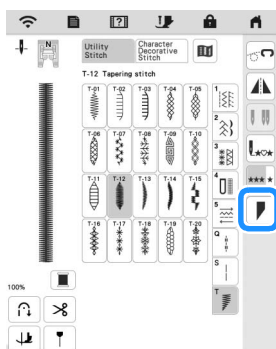 N
Utility Stitch
Character Decorative Stitch
T-12 Tapering stitch
T-01 T-02 T-03 T-04 T-05
T-06 T-07 T-08 T-09 T-10
T-11 T-12 T-13 T-14 T-15
T-16 T-17 T-18 T-19 T-20
1
2
3
4
5
Q
S
T
100%